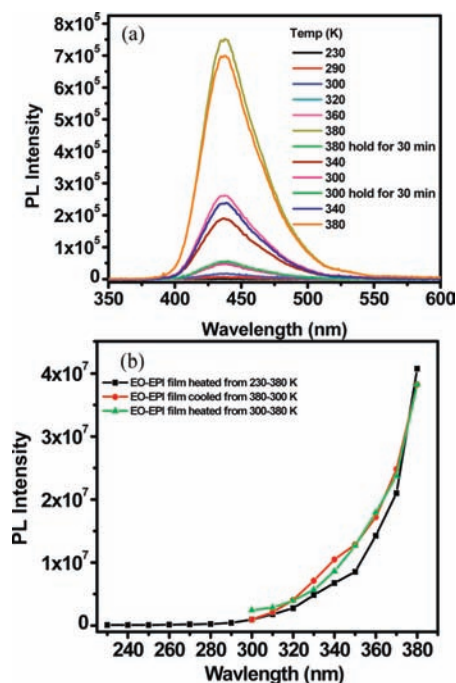 (a)
Temp (K)
230
290
300
320
360
380
380 hold for 30 min
340
300
300 hold for 30 min
340
380
8x10⁵
7x10⁵
6x10⁵
5x10⁵
4x10⁵
3x10⁵
2x10⁵
1x10⁵
0
PL Intensity
350 400 450 500 550 600
Wavelength (nm)
(b)
EO-EPI film heated from 230-380 K
EO-EPI film cooled from 380-300 K
EO-EPI film heated from 300-380 K
4x10⁷
3x10⁷
2x10⁷
1x10⁷
0
PL Intensity
240 260 280 300 320 340 360 380
Wavlength (nm)